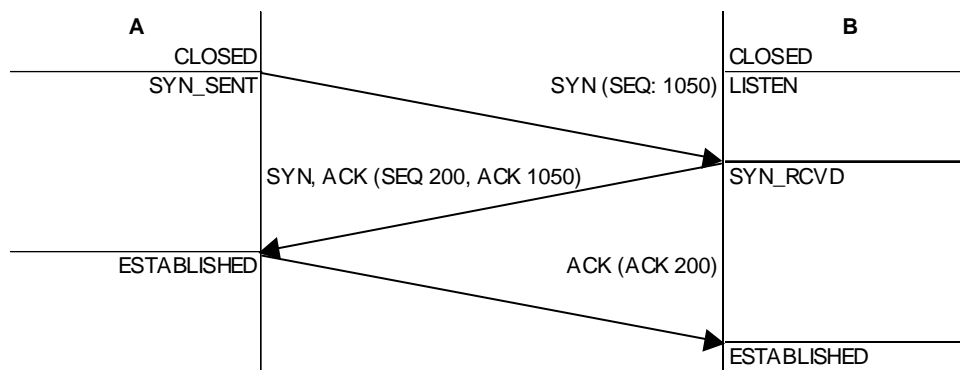 A
B
CLOSED
CLOSED
SYN_SENT
SYN (SEQ: 1050)
LISTEN
SYN, ACK (SEQ 200, ACK 1050)
SYN_RCVD
ESTABLISHED
ACK (ACK 200)
ESTABLISHED